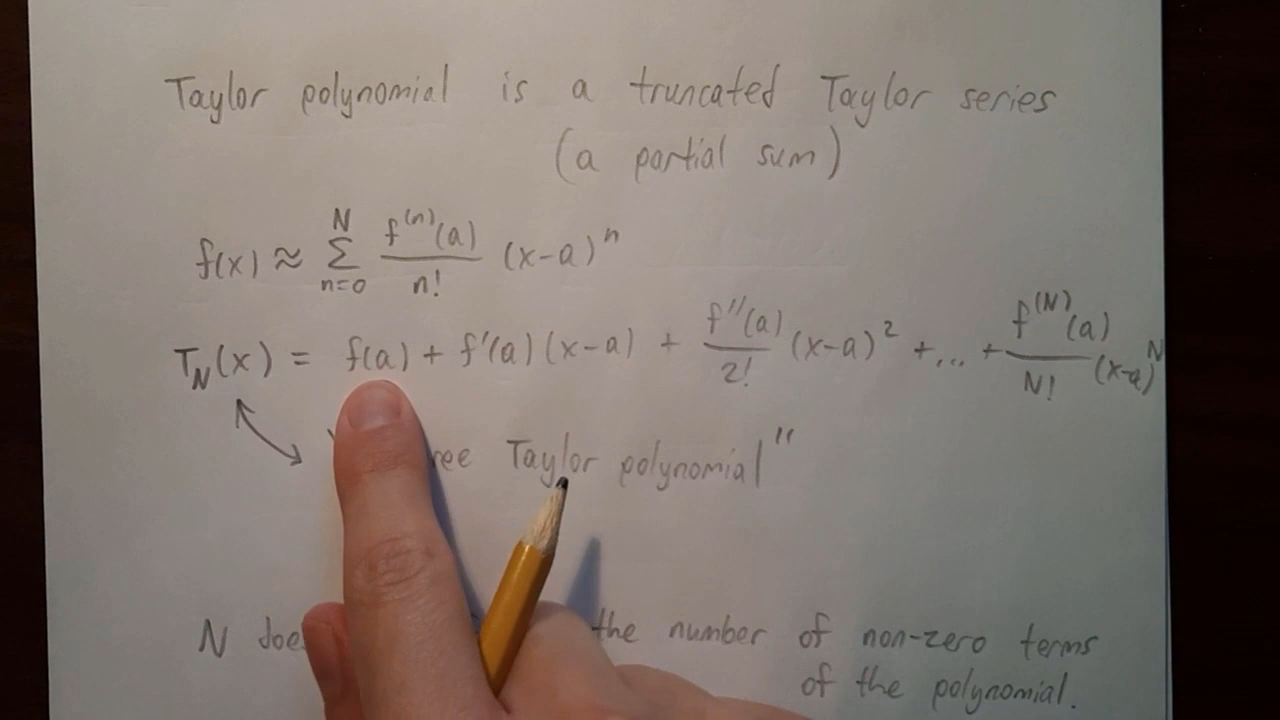 Taylor polynomial is a truncated Taylor series
(a partial sum)
f(x) ≈ Σ_{n=0}^{N} f^{(n)}(a)/n! (x-a)^n
T_N(x) = f(a) + f'(a)(x-a) + f''(a)/2! (x-a)^2 +...+ f^{(N)}(a)/N! (x-a)^N
Taylor polynomial"
N the number of non-zero terms
of the polynomial.